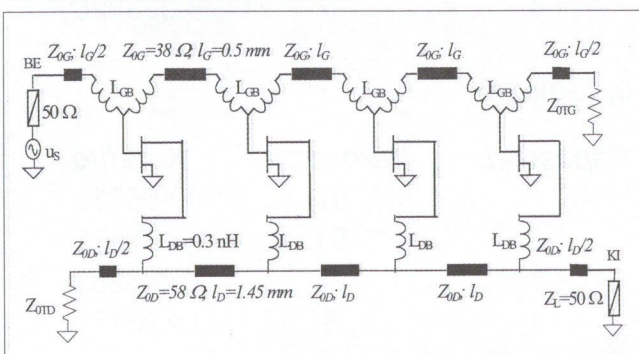 Z0G; lG/2 Z0G=38 Ω; lG=0.5 mm Z0G; lG Z0G; lG Z0G; lG/2
BE
LGB LGB LGB LGB
50 Ω
Z0TG
uS
LDB=0.3 nH LDB LDB LDB Z0D; lD/2
Z0D; lD/2
KI
Z0TD
Z0D=58 Ω; lD=1.45 mm Z0D; lD Z0D; lD ZL=50 Ω